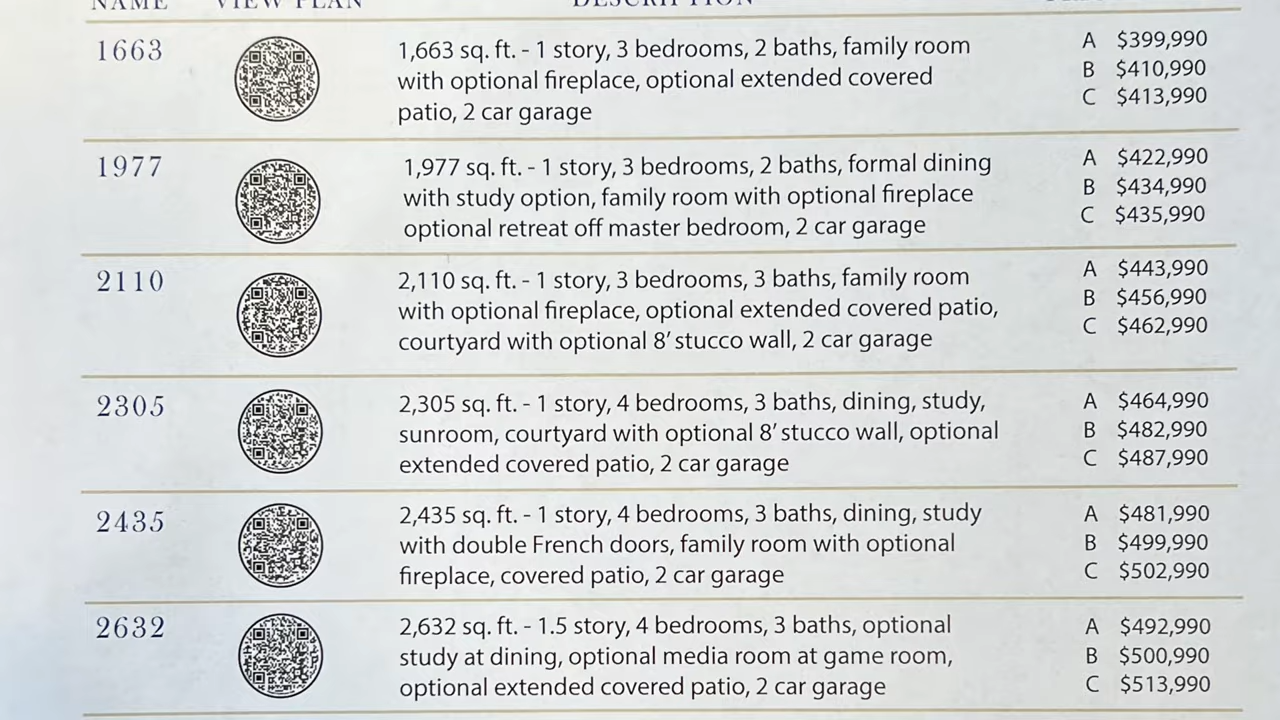 NAME VIEW PLAN DESCRIPTION
1663
1,663 sq. ft. - 1 story, 3 bedrooms, 2 baths, family room
with optional fireplace, optional extended covered
patio, 2 car garage
A $399,990
B $410,990
C $413,990
1977
1,977 sq. ft. - 1 story, 3 bedrooms, 2 baths, formal dining
with study option, family room with optional fireplace
optional retreat off master bedroom, 2 car garage
A $422,990
B $434,990
C $435,990
2110
2,110 sq. ft. - 1 story, 3 bedrooms, 3 baths, family room
with optional fireplace, optional extended covered patio,
courtyard with optional 8’ stucco wall, 2 car garage
A $443,990
B $456,990
C $462,990
2305
2,305 sq. ft. - 1 story, 4 bedrooms, 3 baths, dining, study,
sunroom, courtyard with optional 8’ stucco wall, optional
extended covered patio, 2 car garage
A $464,990
B $482,990
C $487,990
2435
2,435 sq. ft. - 1 story, 4 bedrooms, 3 baths, dining, study
with double French doors, family room with optional
fireplace, covered patio, 2 car garage
A $481,990
B $499,990
C $502,990
2632
2,632 sq. ft. - 1.5 story, 4 bedrooms, 3 baths, optional
study at dining, optional media room at game room,
optional extended covered patio, 2 car garage
A $492,990
B $500,990
C $513,990